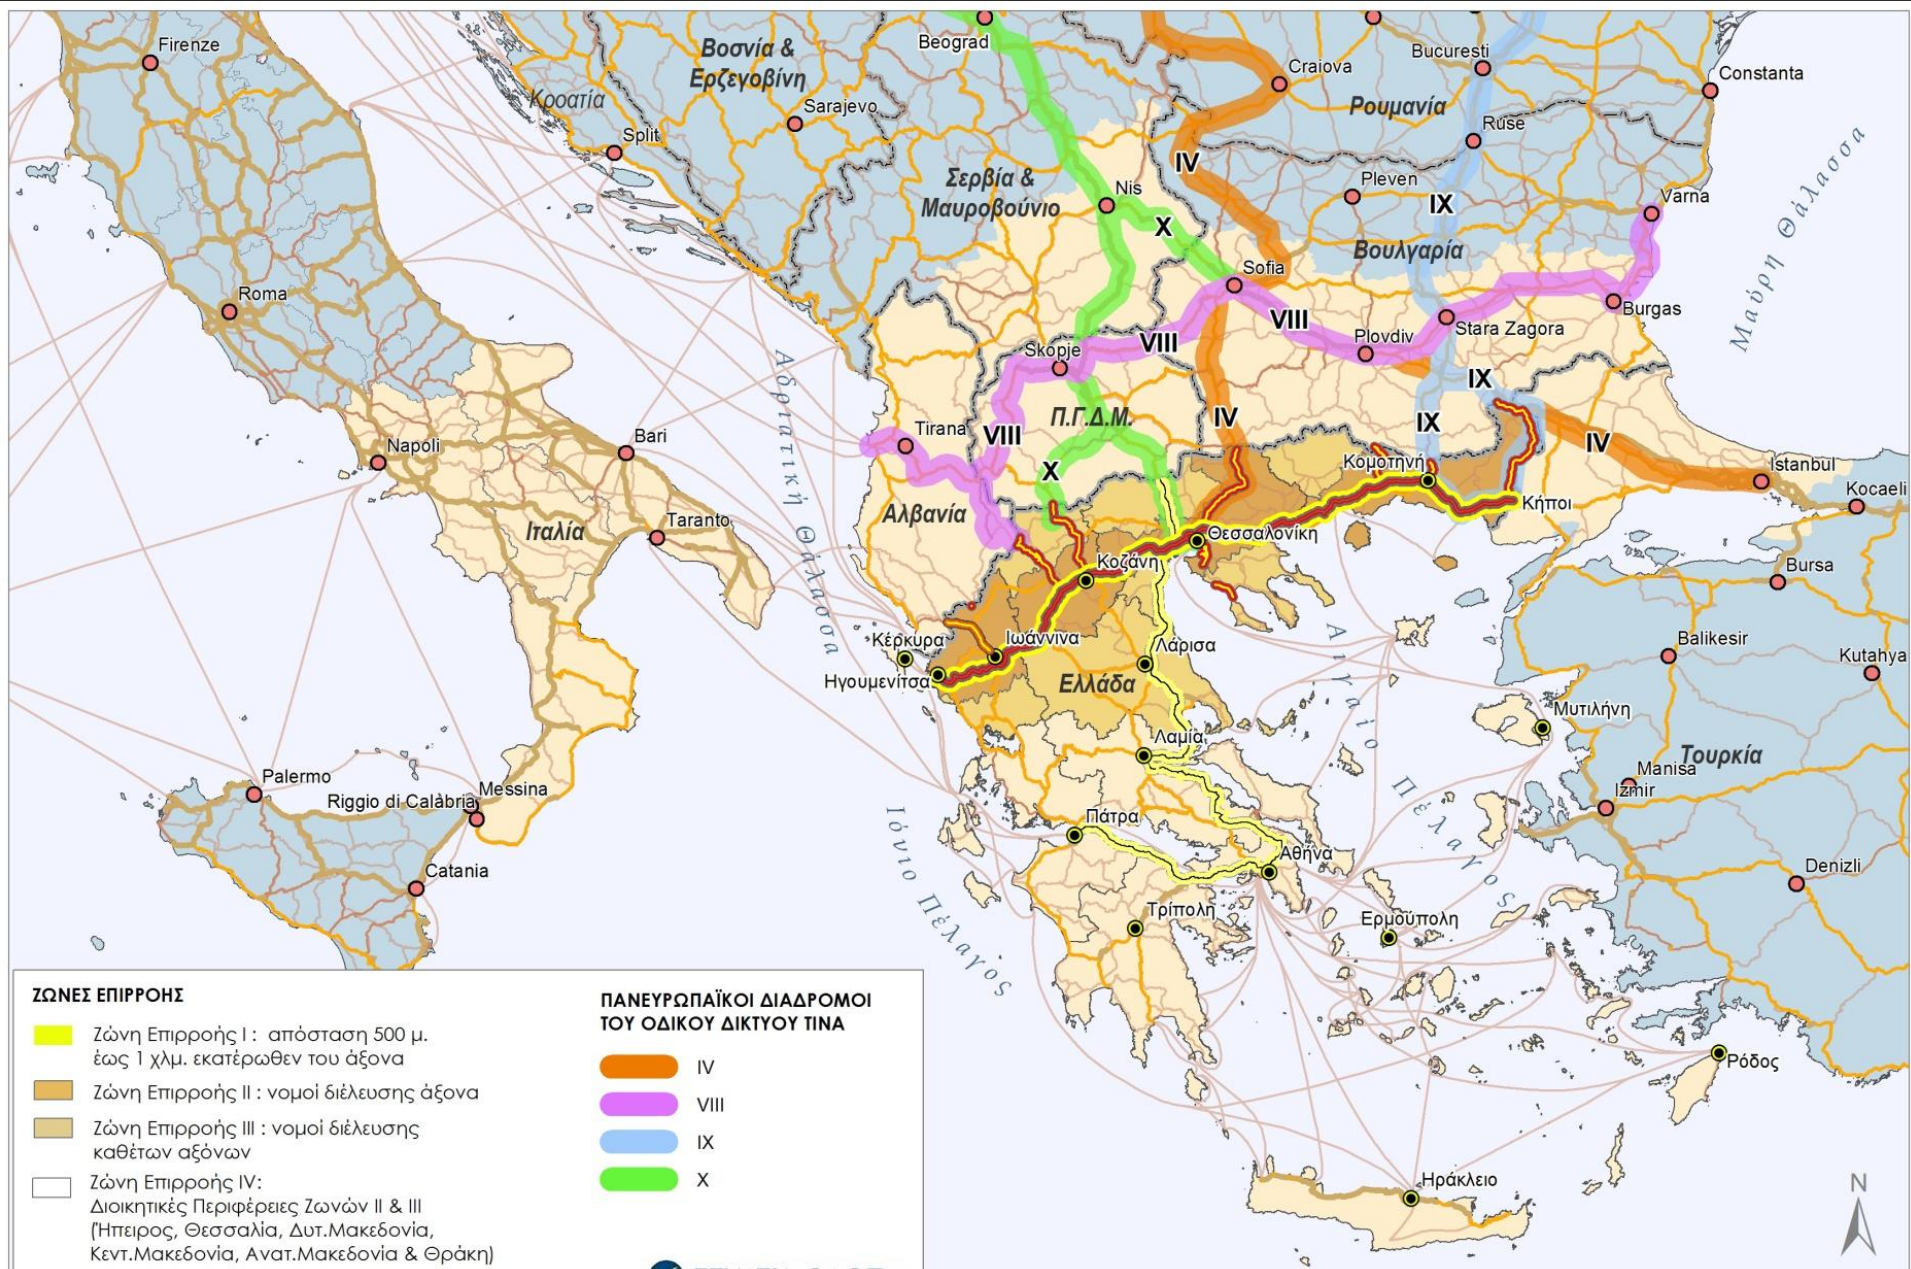 Firenze
Beograd
Βοσνία &
Ερζεγοβίνη
Κροατία
Sarajevo
Split
Craiova
Bucuresti
Constanta
Ρουμανία
Ruse
IV
Pleven
IX
Varna
Σερβία &
Μαυροβούνιο
Nis
X
Βουλγαρία
Μαύρη Θάλασσα
Roma
Sofia
Burgas
VIII
VIII
Stara Zagora
Plovdiv
Skopje
IX
Αδριατική Θάλασσα
Π.Γ.Δ.Μ.
IV
IX
IV
Tirana
VIII
Napoli
Bari
X
Κομοτηνή
Istanbul
Kocaeli
Κήποι
Αλβανία
Taranto
Ιταλία
Θεσσαλονίκη
Κοζάνη
Bursa
Κέρκυρα
Ιωάννινα
Λάρισα
Balikesir
Kutahya
Ηγουμενίτσα
Ελλάδα
Αιγαίο Πέλαγος
Μυτιλήνη
Λαμία
Τουρκία
Manisa
Izmir
Palermo
Messina
Riggio di Calabria
Πάτρα
Ιόνιο Πέλαγος
Αθήνα
Catania
Denizli
Τρίπολη
Ερμούπολη
Ρόδος
Ηράκλειο
N
ΖΩΝΕΣ ΕΠΙΡΡΟΗΣ
Ζώνη Επιρροής I : απόσταση 500 μ.
έως 1 χλμ. εκατέρωθεν του άξονα
Ζώνη Επιρροής II : νομοί διέλευσης άξονα
Ζώνη Επιρροής III : νομοί διέλευσης
καθέτων αξόνων
Ζώνη Επιρροής IV:
Διοικητικές Περιφέρειες Ζωνών II & III
(Ήπειρος, Θεσσαλία, Δυτ.Μακεδονία,
Κεντ.Μακεδονία, Ανατ.Μακεδονία & Θράκη)
ΠΑΝΕΥΡΩΠΑΪΚΟΙ ΔΙΑΔΡΟΜΟΙ
ΤΟΥ ΟΔΙΚΟΥ ΔΙΚΤΥΟΥ ΤΙΝΑ
IV
VIII
IX
X